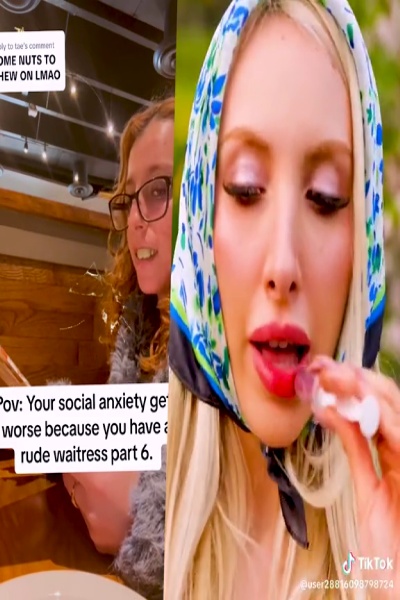 ly to tae's comment
OME NUTS TO
HEW ON LMAO
Pov: Your social anxiety get
worse because you have a
rude waitress part 6.
TikTok
@user28816093798724